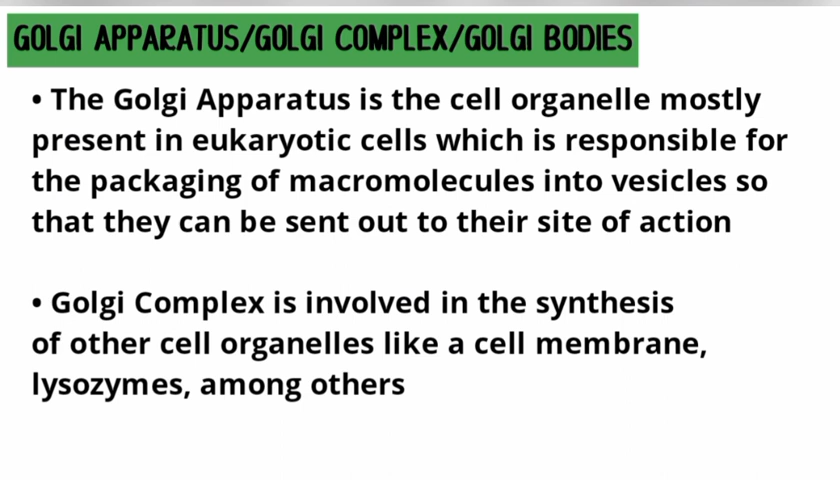 GOLGI APPARATUS/GOLGI COMPLEX/GOLGI BODIES
• The Golgi Apparatus is the cell organelle mostly
present in eukaryotic cells which is responsible for
the packaging of macromolecules into vesicles so
that they can be sent out to their site of action
• Golgi Complex is involved in the synthesis
of other cell organelles like a cell membrane,
lysozymes, among others